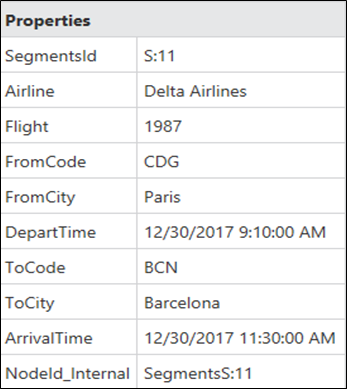 Properties
SegmentsId S:11
Airline Delta Airlines
Flight 1987
FromCode CDG
FromCity Paris
DepartTime 12/30/2017 9:10:00 AM
ToCode BCN
ToCity Barcelona
ArrivalTime 12/30/2017 11:30:00 AM
NodeId_Internal SegmentsS:11